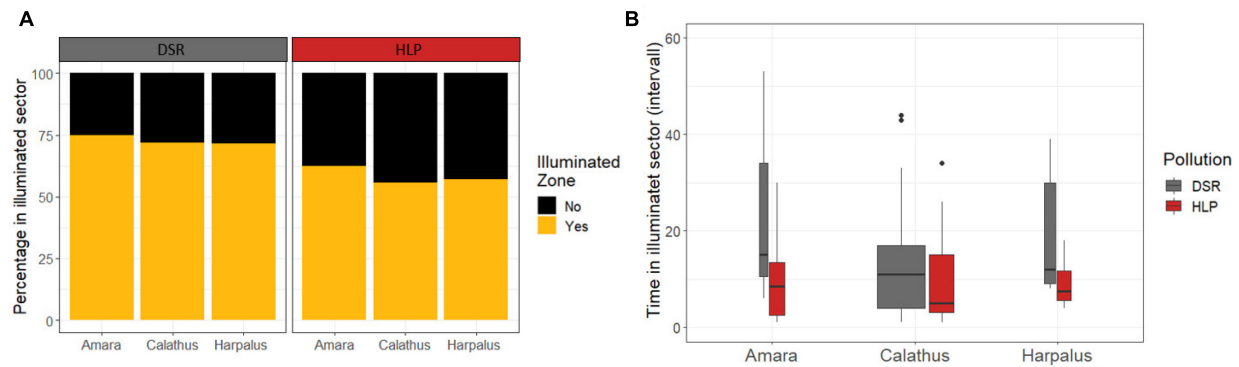 A
DSR
HLP
Percentage in illuminated sector
100
75
50
25
0
Amara
Calathus
Harpalus
Amara
Calathus
Harpalus
Illuminated
Zone
No
Yes
B
Time in illuminatet sector (intervall)
60
40
20
0
Amara
Calathus
Harpalus
Pollution
DSR
HLP